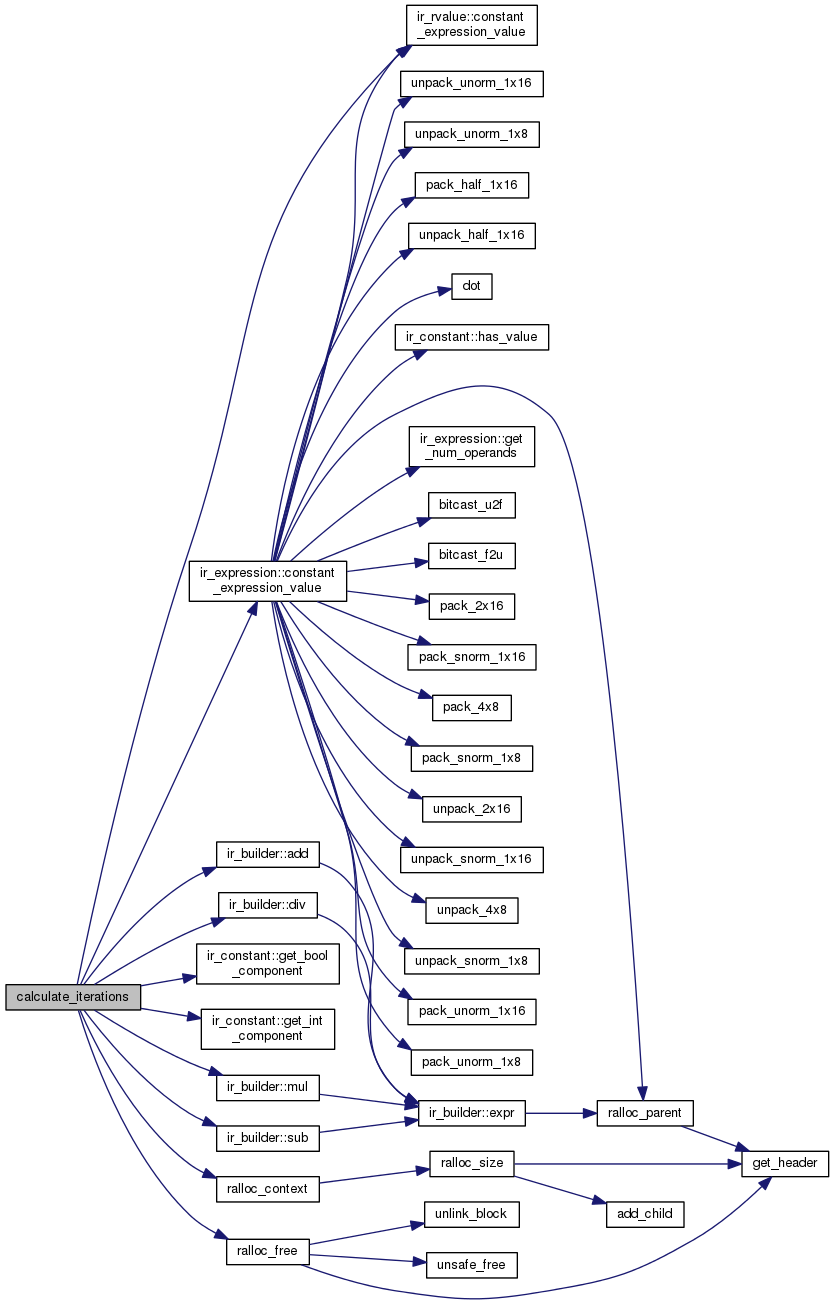 ir_rvalue::constant
_expression_value
unpack_unorm_1x16
unpack_unorm_1x8
pack_half_1x16
unpack_half_1x16
dot
ir_constant::has_value
ir_expression::get
_num_operands
bitcast_u2f
ir_expression::constant
_expression_value
bitcast_f2u
pack_2x16
pack_snorm_1x16
pack_4x8
pack_snorm_1x8
unpack_2x16
ir_builder::add
unpack_snorm_1x16
ir_builder::div
unpack_4x8
ir_constant::get_bool
_component
unpack_snorm_1x8
calculate_iterations
pack_unorm_1x16
ir_constant::get_int
_component
pack_unorm_1x8
ir_builder::mul
ir_builder::expr
ralloc_parent
ir_builder::sub
ralloc_size
get_header
ralloc_context
unlink_block
add_child
ralloc_free
unsafe_free